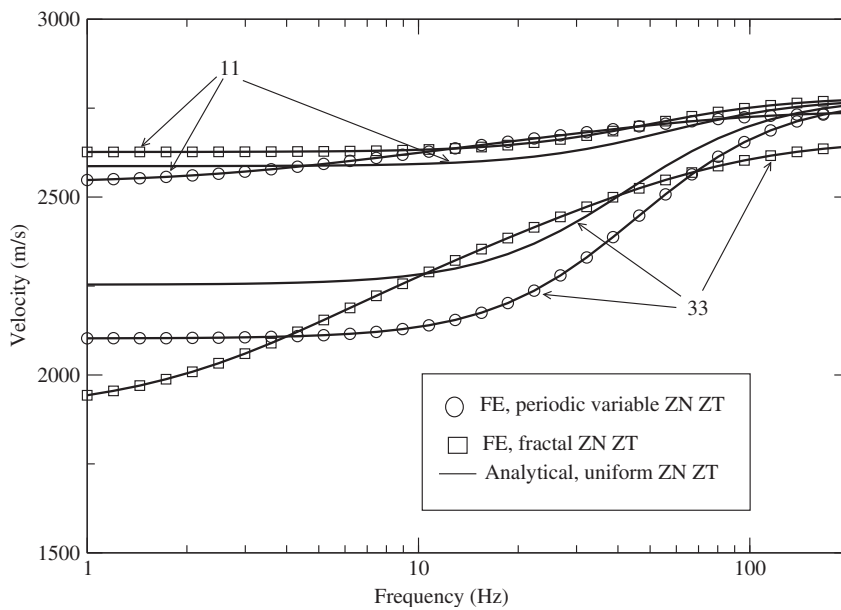 3000
11
2500
Velocity (m/s)
33
2000
FE, periodic variable ZN ZT
FE, fractal ZN ZT
Analytical, uniform ZN ZT
1500
1
10
100
Frequency (Hz)